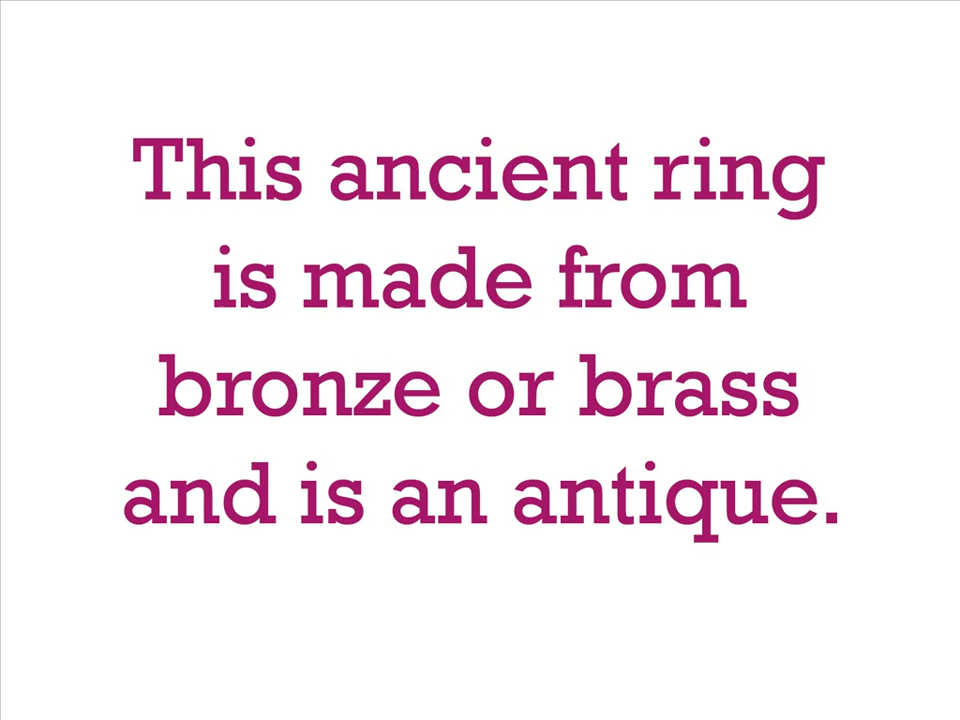 This ancient ring
is made from
bronze or brass
and is an antique.